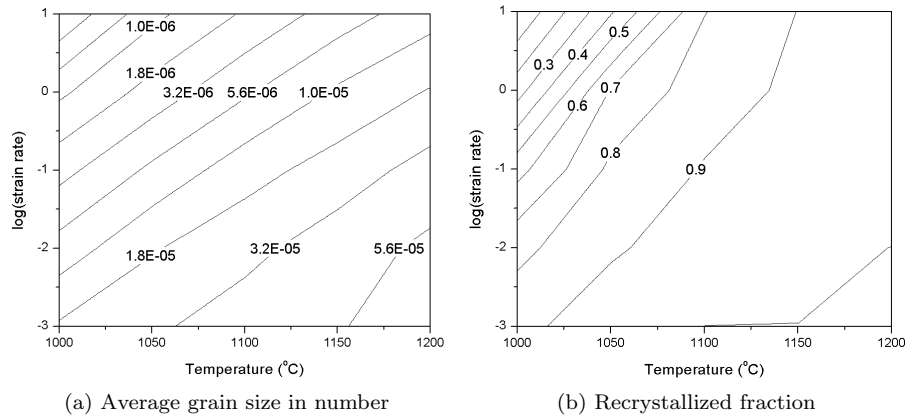 1
0
-1
-2
-3
log(strain rate)
1.0E-06
1.8E-06
3.2E-06
5.6E-06
1.0E-05
1.8E-05
3.2E-05
5.6E-05
1000
1050
1100
1150
1200
Temperature (°C)
(a) Average grain size in number
1
0
-1
-2
-3
log(strain rate)
0.5
0.4
0.3
0.7
0.6
0.8
0.9
1000
1050
1100
1150
1200
Temperature (°C)
(b) Recrystallized fraction